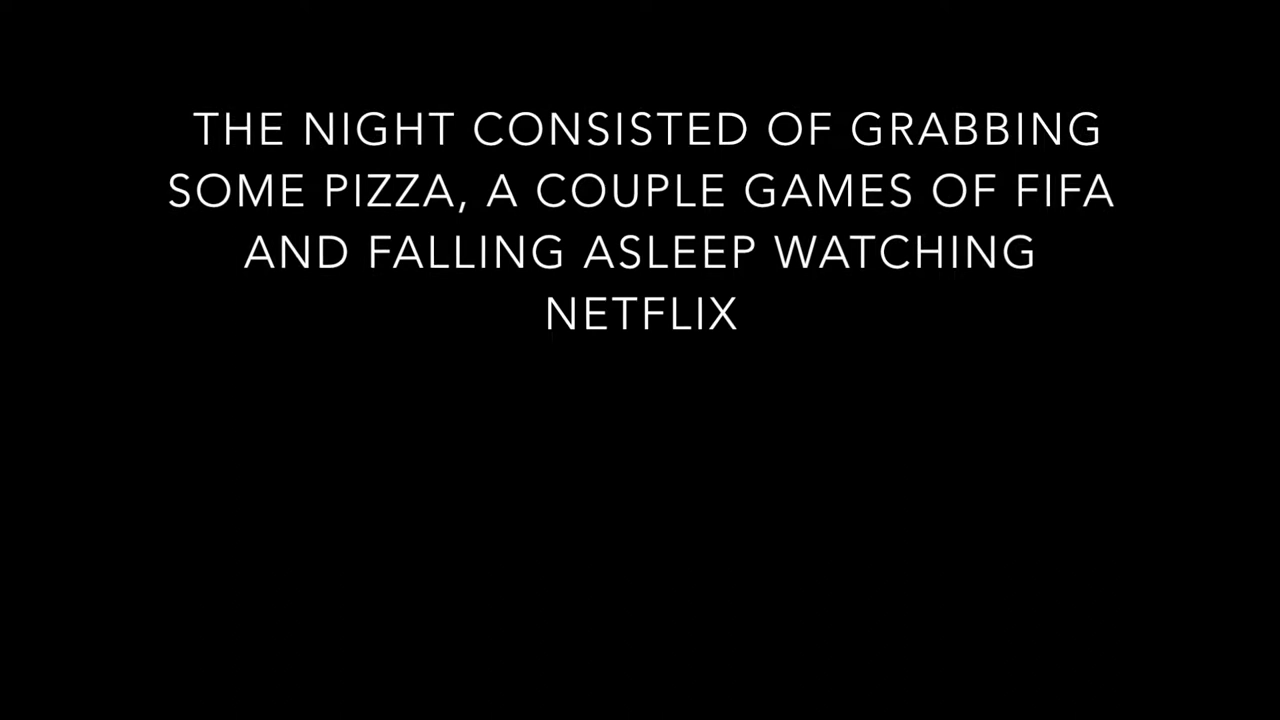 THE NIGHT CONSISTED OF GRABBING
SOME PIZZA, A COUPLE GAMES OF FIFA
AND FALLING ASLEEP WATCHING
NETFLIX